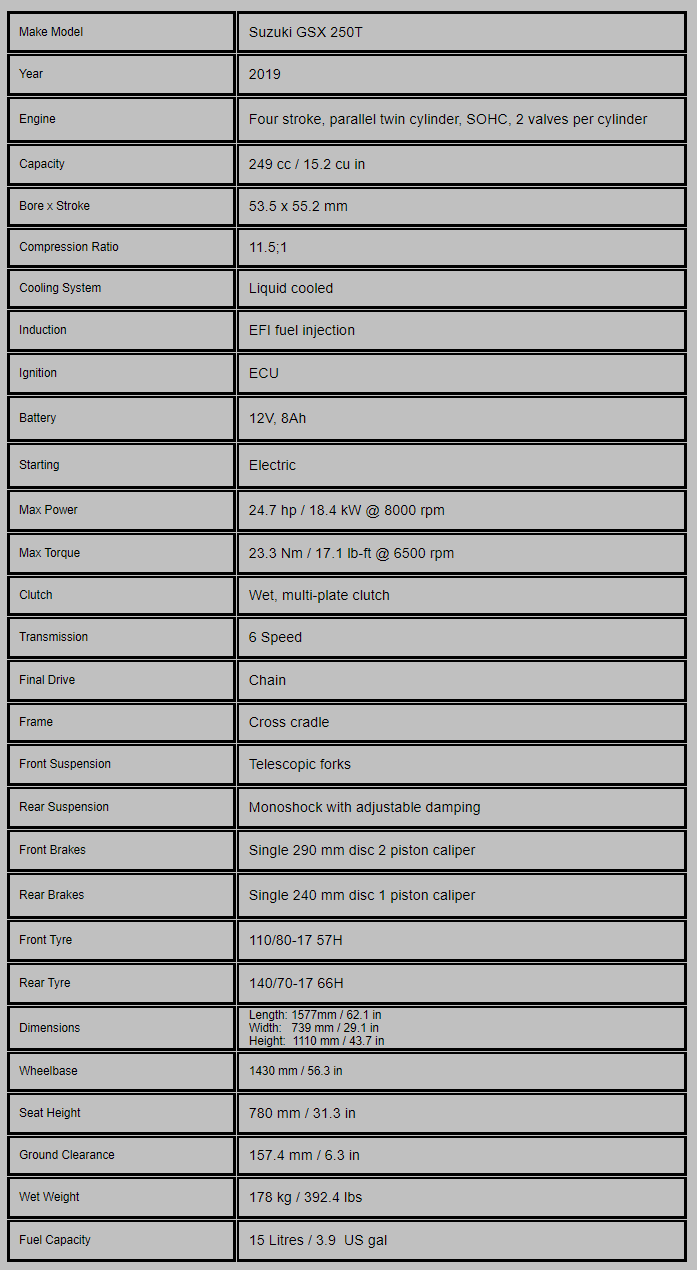 Make Model Suzuki GSX 250T
Year 2019
Engine Four stroke, parallel twin cylinder, SOHC, 2 valves per cylinder
Capacity 249 cc / 15.2 cu in
Bore x Stroke 53.5 x 55.2 mm
Compression Ratio 11.5;1
Cooling System Liquid cooled
Induction EFI fuel injection
Ignition ECU
Battery 12V, 8Ah
Starting Electric
Max Power 24.7 hp / 18.4 kW @ 8000 rpm
Max Torque 23.3 Nm / 17.1 lb-ft @ 6500 rpm
Clutch Wet, multi-plate clutch
Transmission 6 Speed
Final Drive Chain
Frame Cross cradle
Front Suspension Telescopic forks
Rear Suspension Monoshock with adjustable damping
Front Brakes Single 290 mm disc 2 piston caliper
Rear Brakes Single 240 mm disc 1 piston caliper
Front Tyre 110/80-17 57H
Rear Tyre 140/70-17 66H
Dimensions
Length: 1577mm / 62.1 in
Width: 739 mm / 29.1 in
Height: 1110 mm / 43.7 in
Wheelbase 1430 mm / 56.3 in
Seat Height 780 mm / 31.3 in
Ground Clearance 157.4 mm / 6.3 in
Wet Weight 178 kg / 392.4 lbs
Fuel Capacity 15 Litres / 3.9 US gal